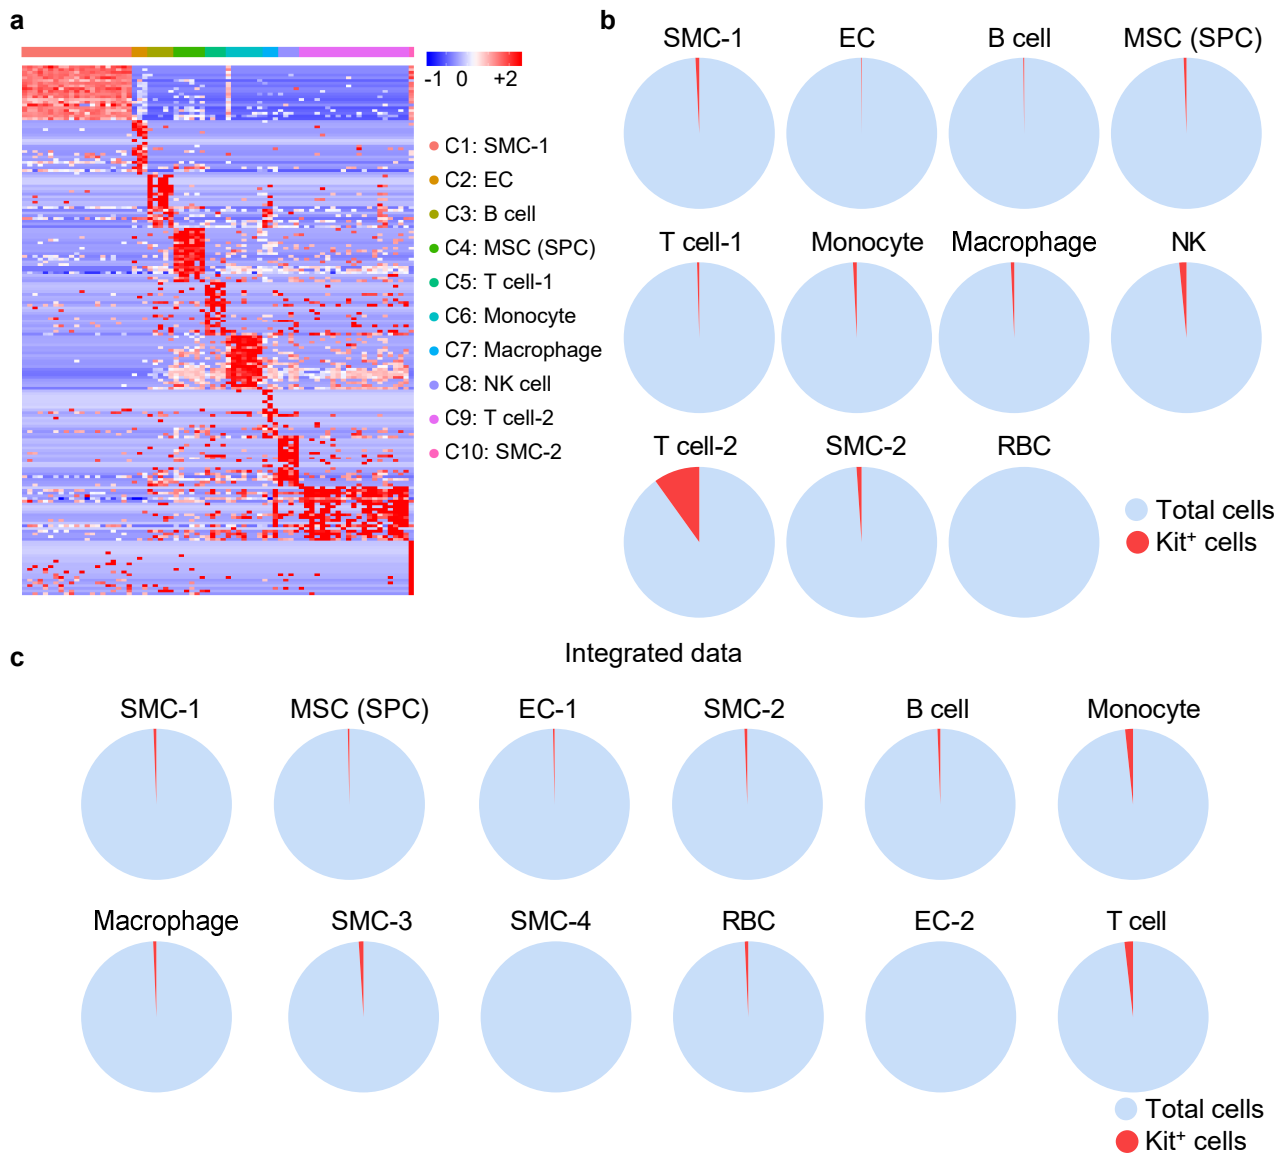 a
-1 0 +2
C1: SMC-1
C2: EC
C3: B cell
C4: MSC (SPC)
C5: T cell-1
C6: Monocyte
C7: Macrophage
C8: NK cell
C9: T cell-2
C10: SMC-2
b
SMC-1 EC B cell MSC (SPC)
T cell-1 Monocyte Macrophage NK
T cell-2 SMC-2 RBC
Total cells
Kit⁺ cells
c
Integrated data
SMC-1 MSC (SPC) EC-1 SMC-2 B cell Monocyte
Macrophage SMC-3 SMC-4 RBC EC-2 T cell
Total cells
Kit⁺ cells